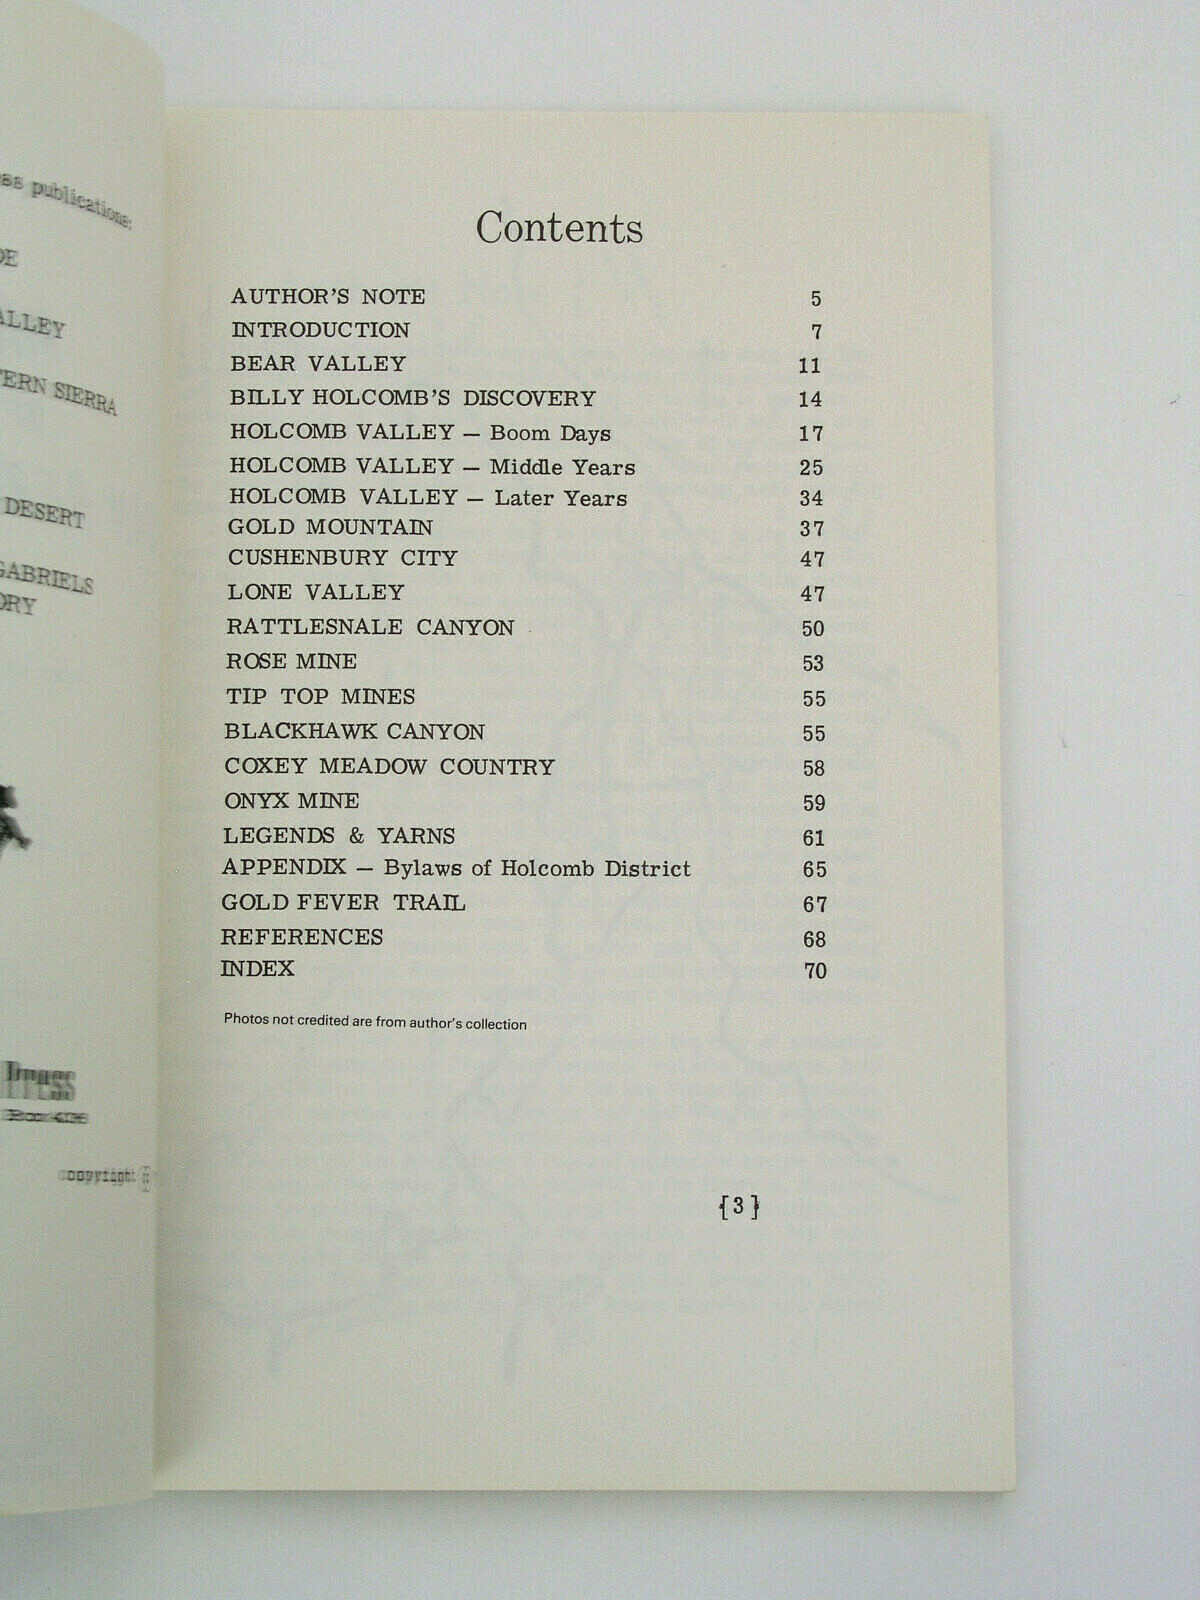 publications:
ALLEY
TERN SIERRA
DESERT
GABRIELS
ORY
Press
copyright
Contents
AUTHOR'S NOTE 5
INTRODUCTION 7
BEAR VALLEY 11
BILLY HOLCOMB'S DISCOVERY 14
HOLCOMB VALLEY — Boom Days 17
HOLCOMB VALLEY — Middle Years 25
HOLCOMB VALLEY — Later Years 34
GOLD MOUNTAIN 37
CUSHENBURY CITY 47
LONE VALLEY 47
RATTLESNALE CANYON 50
ROSE MINE 53
TIP TOP MINES 55
BLACKHAWK CANYON 55
COXEY MEADOW COUNTRY 58
ONYX MINE 59
LEGENDS & YARNS 61
APPENDIX — Bylaws of Holcomb District 65
GOLD FEVER TRAIL 67
REFERENCES 68
INDEX 70
Photos not credited are from author's collection
{3}